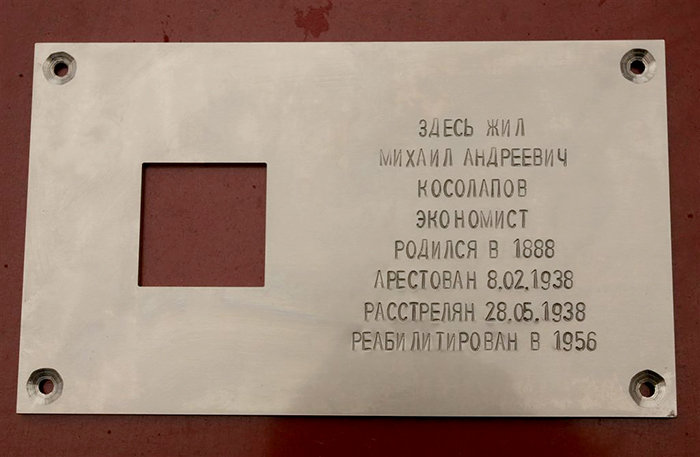 ЗДЕСЬ ЖИЛ
МИХАИЛ АНДРЕЕВИЧ
КОСОЛАПОВ
ЭКОНОМИСТ
РОДИЛСЯ В 1888
АРЕСТОВАН 8.02.1938
РАССТРЕЛЯН 28.05.1938
РЕАБИЛИТИРОВАН В 1956